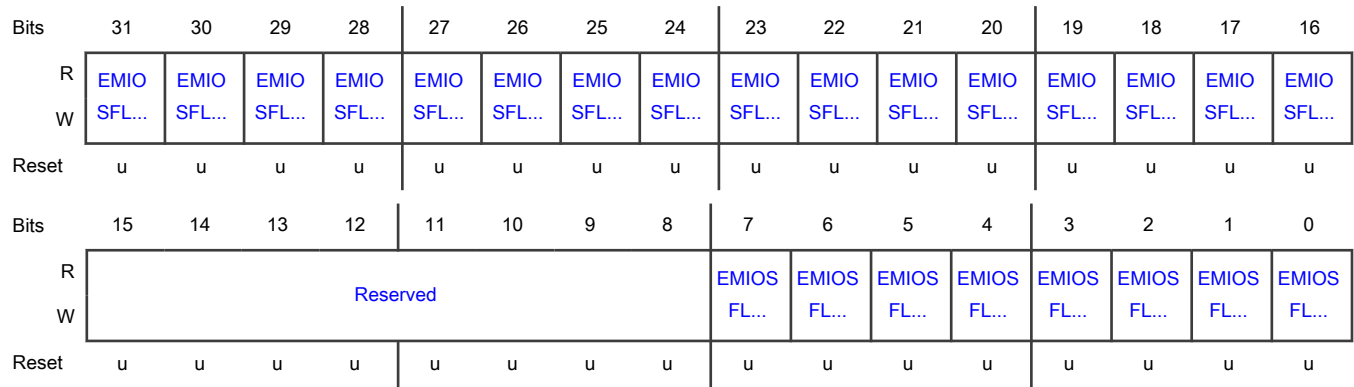 Bits 31 30 29 28 27 26 25 24 23 22 21 20 19 18 17 16
R EMIO EMIO EMIO EMIO EMIO EMIO EMIO EMIO EMIO EMIO EMIO EMIO EMIO EMIO EMIO EMIO
W SFL... SFL... SFL... SFL... SFL... SFL... SFL... SFL... SFL... SFL... SFL... SFL... SFL... SFL... SFL... SFL...
Reset u u u u u u u u u u u u u u u u
Bits 15 14 13 12 11 10 9 8 7 6 5 4 3 2 1 0
R Reserved EMIOS EMIOS EMIOS EMIOS EMIOS EMIOS EMIOS EMIOS
W FL... FL... FL... FL... FL... FL... FL... FL...
Reset u u u u u u u u u u u u u u u u